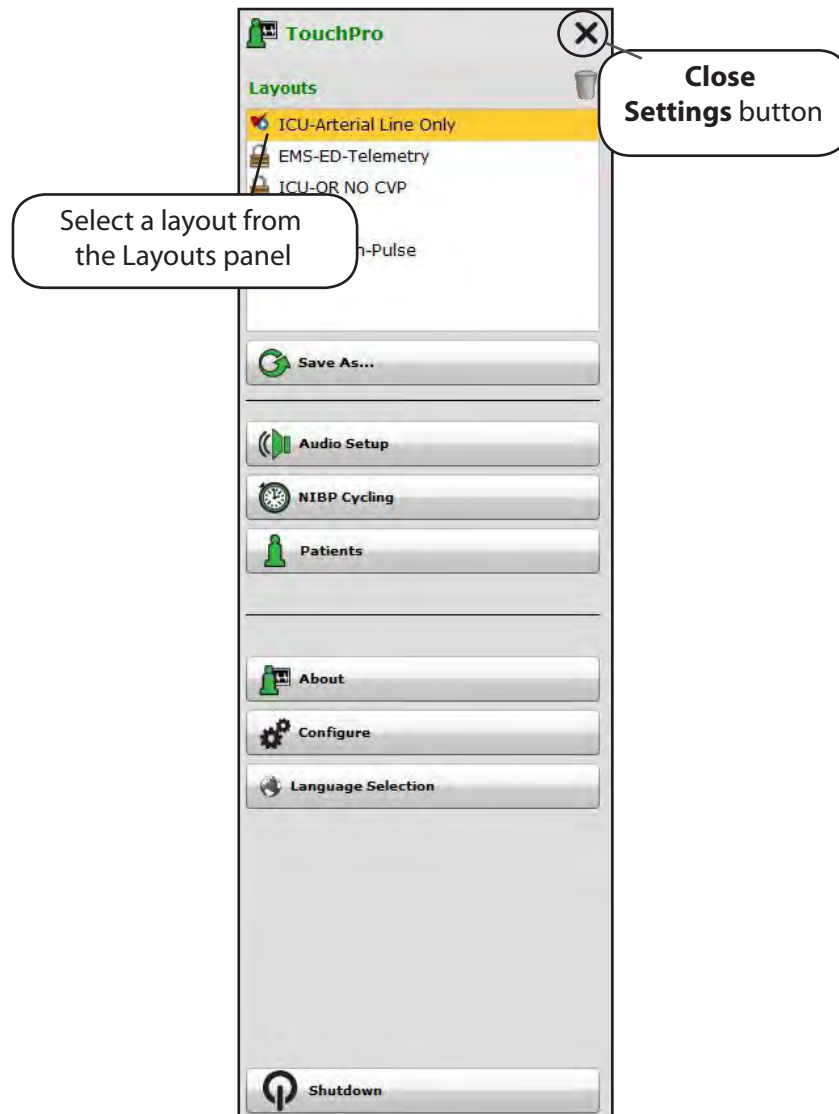 TouchPro
Close
Settings button
Layouts
ICU-Arterial Line Only
EMS-ED-Telemetry
ICU-OR NO CVP
Select a layout from
the Layouts panel
-Pulse
Save As...
Audio Setup
NIBP Cycling
Patients
About
Configure
Language Selection
Shutdown